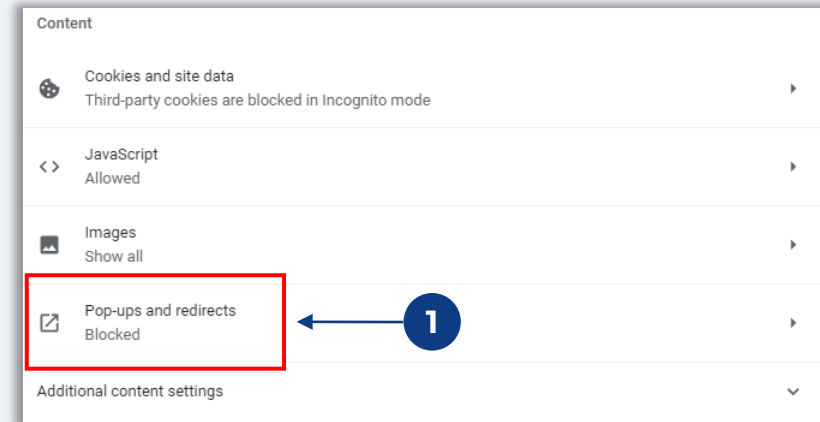 Content
Cookies and site data
Third-party cookies are blocked in Incognito mode
JavaScript
Allowed
Images
Show all
Pop-ups and redirects
Blocked
1
Additional content settings